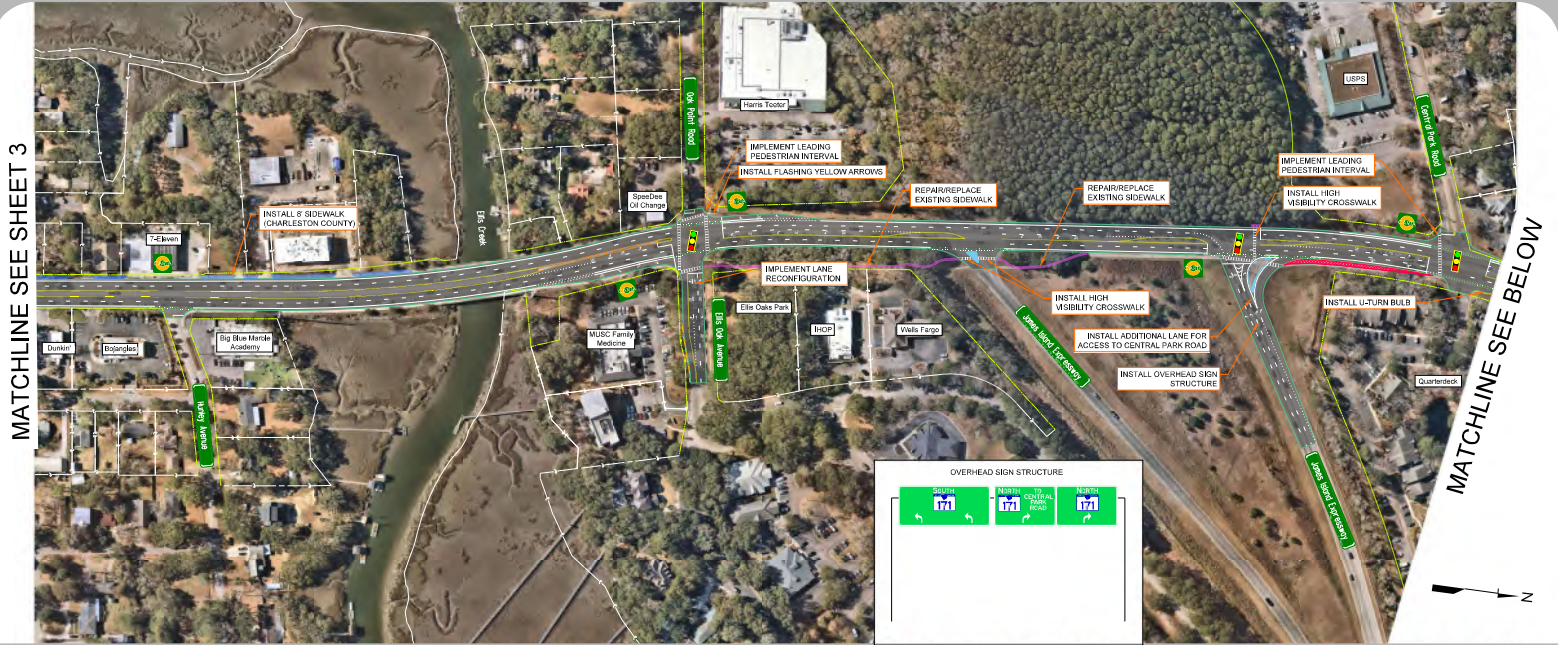 MATCHLINE SEE SHEET 3
7-Eleven
INSTALL 8' SIDEWALK
(CHARLESTON COUNTY)
Ellis Creek
Oak Point Road
Harris Teeter
IMPLEMENT LEADING
PEDESTRIAN INTERVAL
INSTALL FLASHING YELLOW ARROWS
SpeeDee
Oil Change
REPAIR/REPLACE
EXISTING SIDEWALK
REPAIR/REPLACE
EXISTING SIDEWALK
USPS
Central Park Road
IMPLEMENT LEADING
PEDESTRIAN INTERVAL
INSTALL HIGH
VISIBILITY CROSSWALK
IMPLEMENT LANE
RECONFIGURATION
INSTALL HIGH
VISIBILITY CROSSWALK
INSTALL U-TURN BULB
INSTALL ADDITIONAL LANE FOR
ACCESS TO CENTRAL PARK ROAD
INSTALL OVERHEAD SIGN
STRUCTURE
Dunkin'
Bojangles
Big Blue Marble
Academy
Hunley Avenue
MUSC Family
Medicine
Ellis Oak Avenue
Ellis Oaks Park
IHOP
Wells Fargo
James Island Expressway
James Island Expressway
Quarterdeck
MATCHLINE SEE BELOW
OVERHEAD SIGN STRUCTURE
SOUTH
171
NORTH
171
TO
CENTRAL
PARK
ROAD
NORTH
171
N